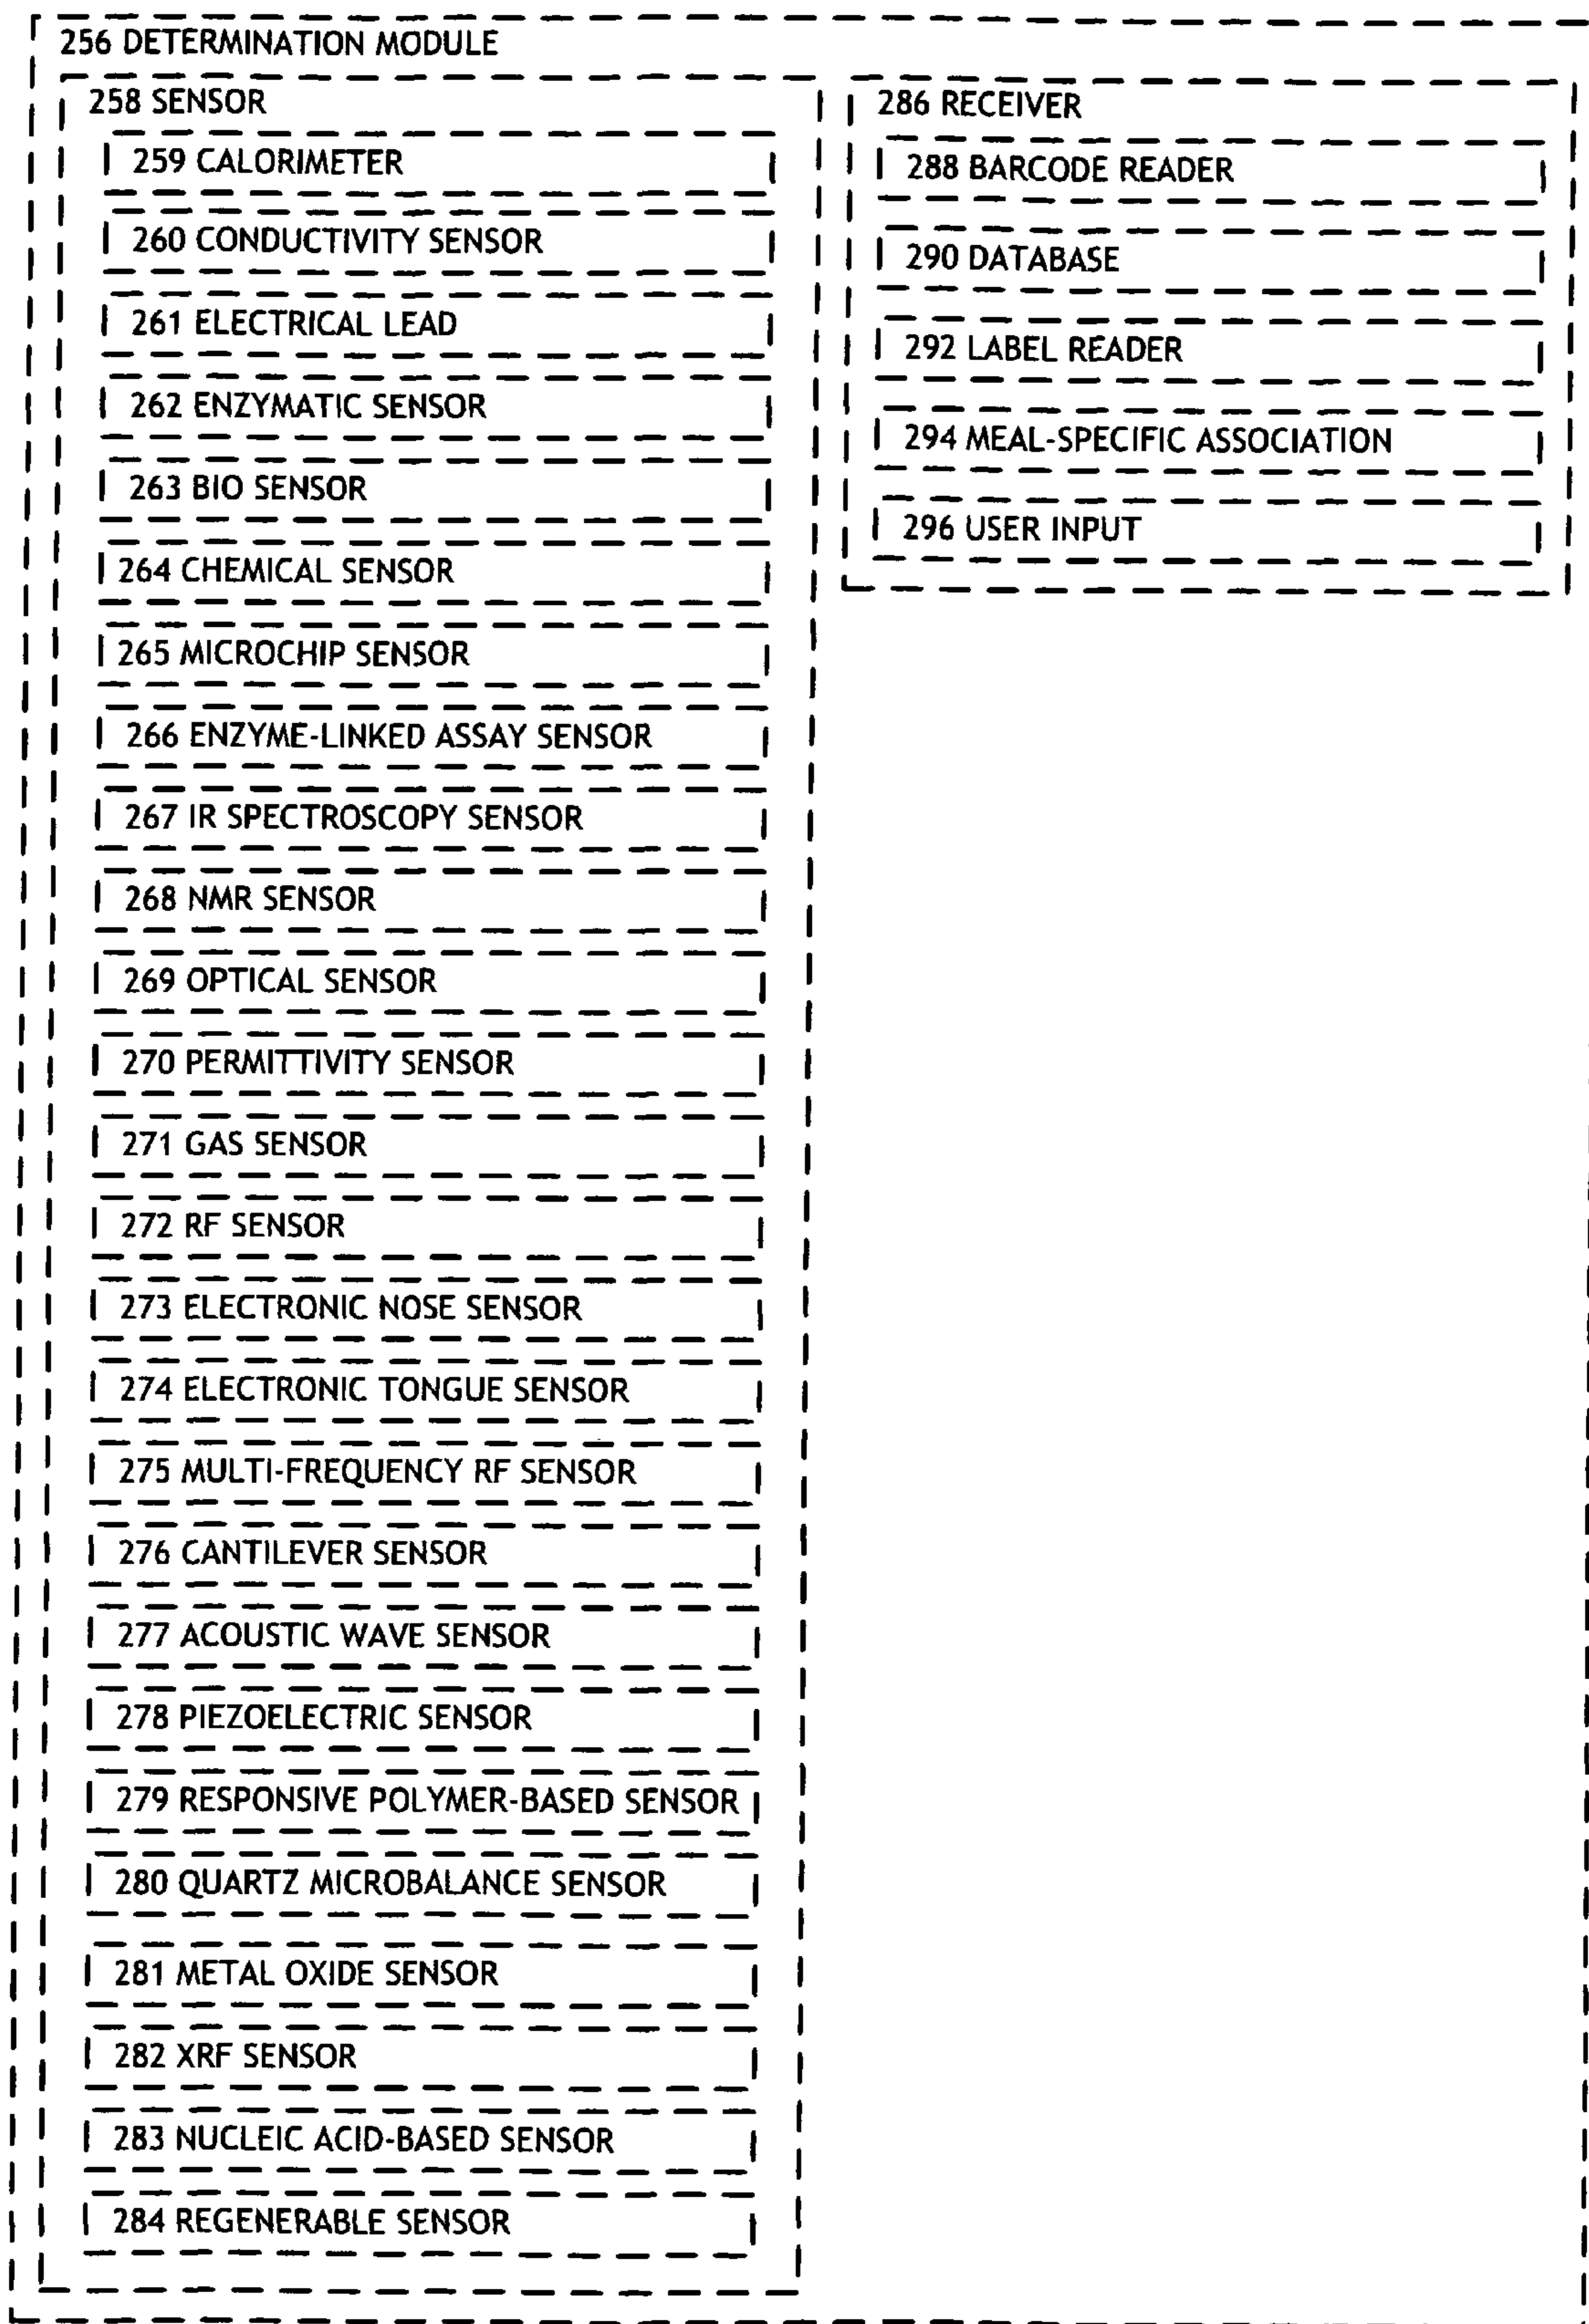 256 DETERMINATION MODULE
258 SENSOR
259 CALORIMETER
260 CONDUCTIVITY SENSOR
261 ELECTRICAL LEAD
262 ENZYMATIC SENSOR
263 BIO SENSOR
264 CHEMICAL SENSOR
265 MICROCHIP SENSOR
266 ENZYME-LINKED ASSAY SENSOR
267 IR SPECTROSCOPY SENSOR
268 NMR SENSOR
269 OPTICAL SENSOR
270 PERMITTIVITY SENSOR
271 GAS SENSOR
272 RF SENSOR
273 ELECTRONIC NOSE SENSOR
274 ELECTRONIC TONGUE SENSOR
275 MULTI-FREQUENCY RF SENSOR
276 CANTILEVER SENSOR
277 ACOUSTIC WAVE SENSOR
278 PIEZOELECTRIC SENSOR
279 RESPONSIVE POLYMER-BASED SENSOR
280 QUARTZ MICROBALANCE SENSOR
281 METAL OXIDE SENSOR
282 XRF SENSOR
283 NUCLEIC ACID-BASED SENSOR
284 REGENERABLE SENSOR
286 RECEIVER
288 BARCODE READER
290 DATABASE
292 LABEL READER
294 MEAL-SPECIFIC ASSOCIATION
296 USER INPUT